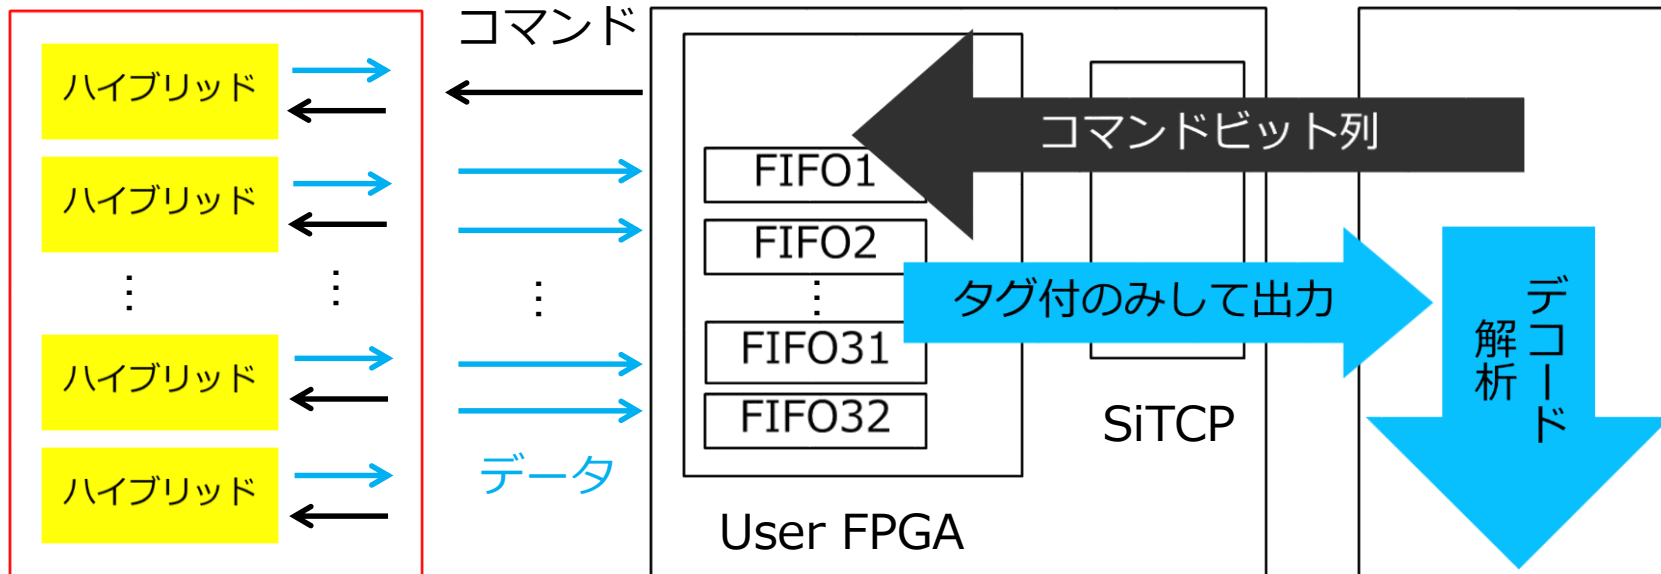 コマンド
ハイブリッド
ハイブリッド
⋮
ハイブリッド
ハイブリッド
⋮
⋮
データ
FIFO1
FIFO2
⋮
FIFO31
FIFO32
User FPGA
SiTCP
コマンドビット列
タグ付のみして出力
デコード
解析